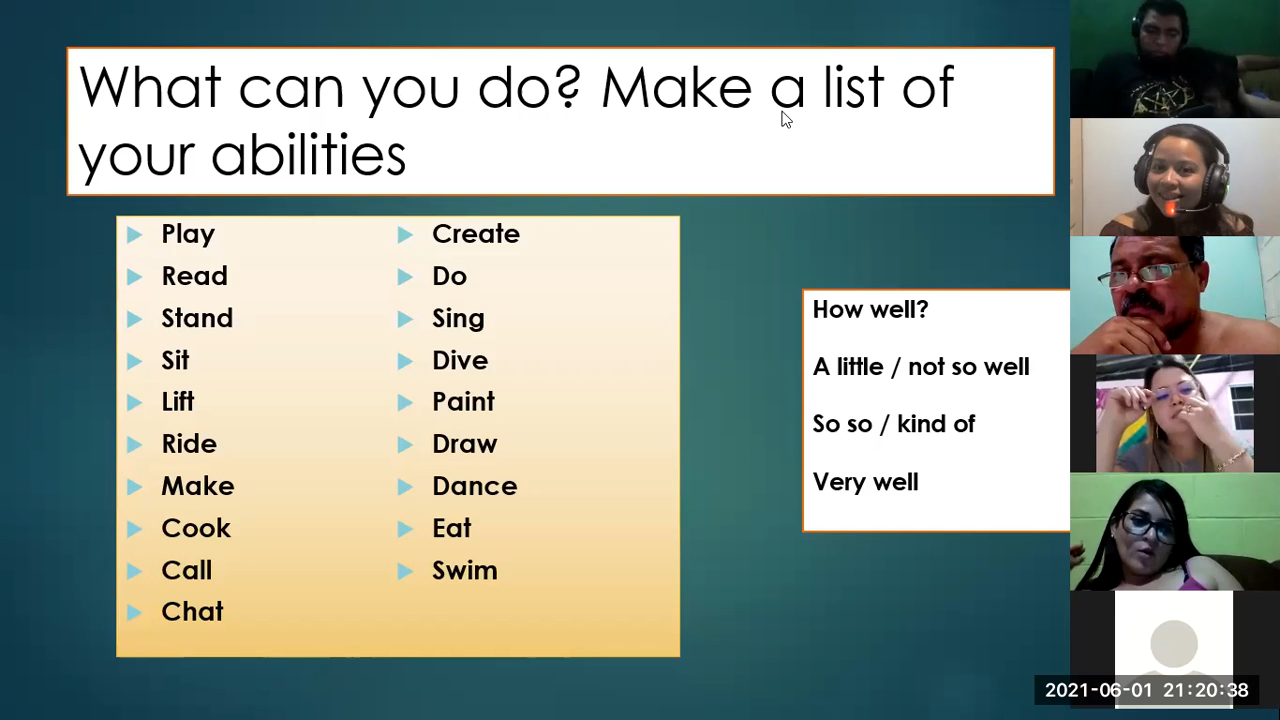 What can you do? Make a list of
your abilities
Play
Read
Stand
Sit
Lift
Ride
Make
Cook
Call
Chat
Create
Do
Sing
Dive
Paint
Draw
Dance
Eat
Swim
How well?
A little / not so well
So so / kind of
Very well
2021-06-01 21:20:38